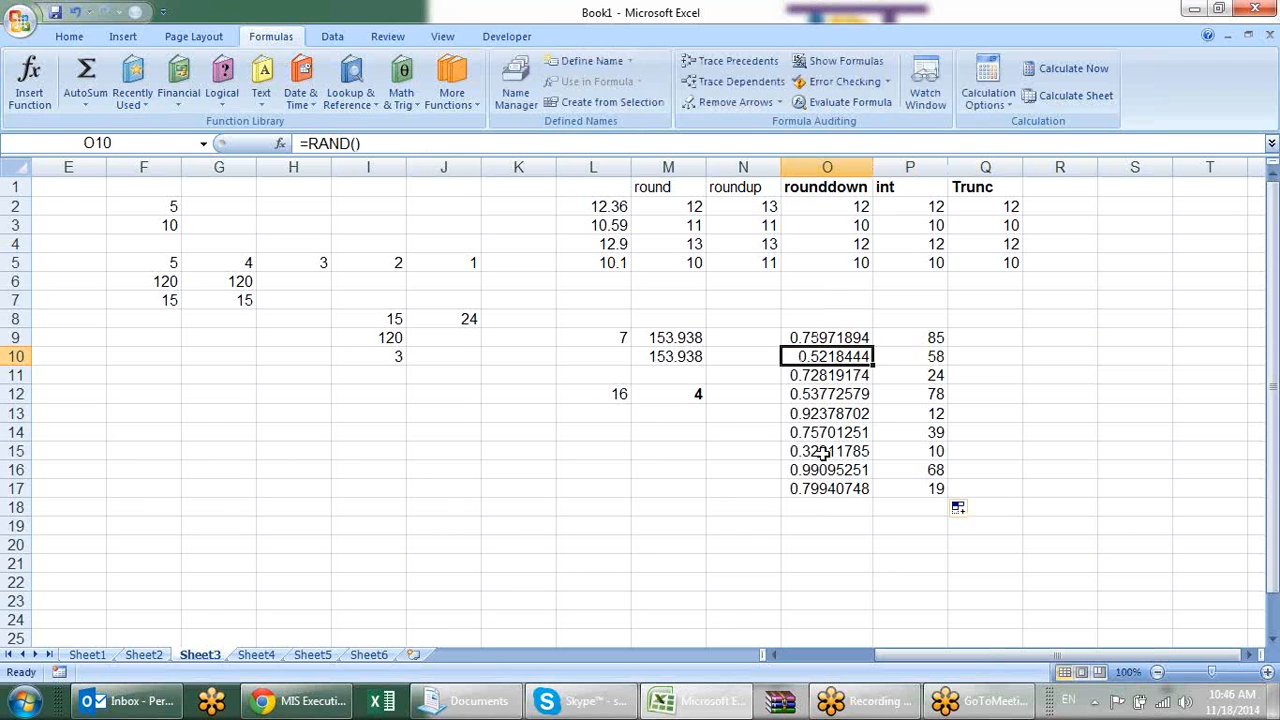 Book1 - Microsoft Excel
Home Insert Page Layout Formulas Data Review View Developer
Insert Function
AutoSum
Recently Used
Financial
Logical
Text
Date & Time
Lookup & Reference
Math & Trig
More Functions
Function Library
Name Manager
Define Name
Use in Formula
Create from Selection
Defined Names
Trace Precedents
Trace Dependents
Remove Arrows
Show Formulas
Error Checking
Evaluate Formula
Watch Window
Formula Auditing
Calculation Options
Calculate Now
Calculate Sheet
Calculation
O10 fx =RAND()
E F G H I J K L M N O P Q R S T
1 round roundup rounddown int Trunc
2 5 12.36 12 13 12 12 12
3 10 10.59 11 11 10 10 10
4 12.9 13 13 12 12 12
5 5 4 3 2 1 10.1 10 11 10 10 10
6 120 120
7 15 15
8 15 24
9 120 7 153.938 0.75971894 85
10 3 153.938 0.5218444 58
11 0.72819174 24
12 16 4 0.53772579 78
13 0.92378702 12
14 0.75701251 39
15 11785 10
16 0.99095251 68
17 0.79940748 19
18
19
20
21
22
23
24
25
Sheet1 Sheet2 Sheet3 Sheet4 Sheet5 Sheet6
Ready 100%
Inbox - Per... MIS Executi... Documents... Skype™ - s... Microsoft E... Recording ... GoToMeeti... EN 10:46 AM
11/18/2014